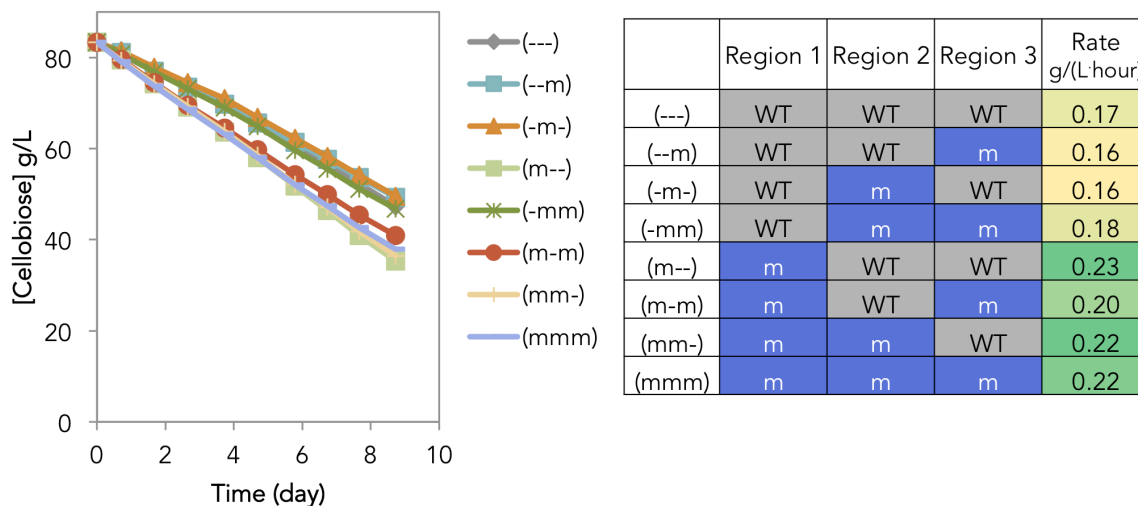 80
60
40
20
0
0 2 4 6 8 10
[Cellobiose] g/L
Time (day)
(---)
(--m)
(-m-)
(m--)
(-mm)
(m-m)
(mm-)
(mmm)
Region 1 Region 2 Region 3 Rate
g/(L·hour)
(---) WT WT WT 0.17
(--m) WT WT m 0.16
(-m-) WT m WT 0.16
(-mm) WT m m 0.18
(m--) m WT WT 0.23
(m-m) m WT m 0.20
(mm-) m m WT 0.22
(mmm) m m m 0.22